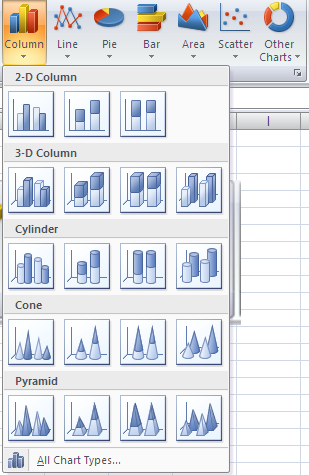 Column Line Pie Bar Area Scatter Other
Charts
2-D Column
I
3-D Column
Cylinder
Cone
Pyramid
All Chart Types...